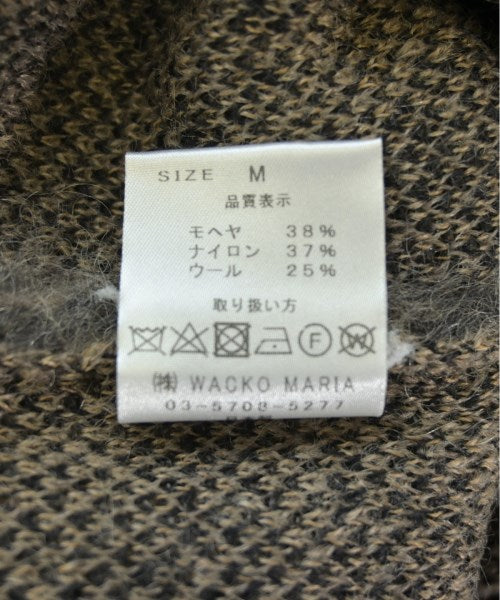 SIZE M
品質表示
モヘヤ 38%
ナイロン 37%
ウール 25%
取り扱い方
F W
㈱ WACKO MARIA
03-5708-5277